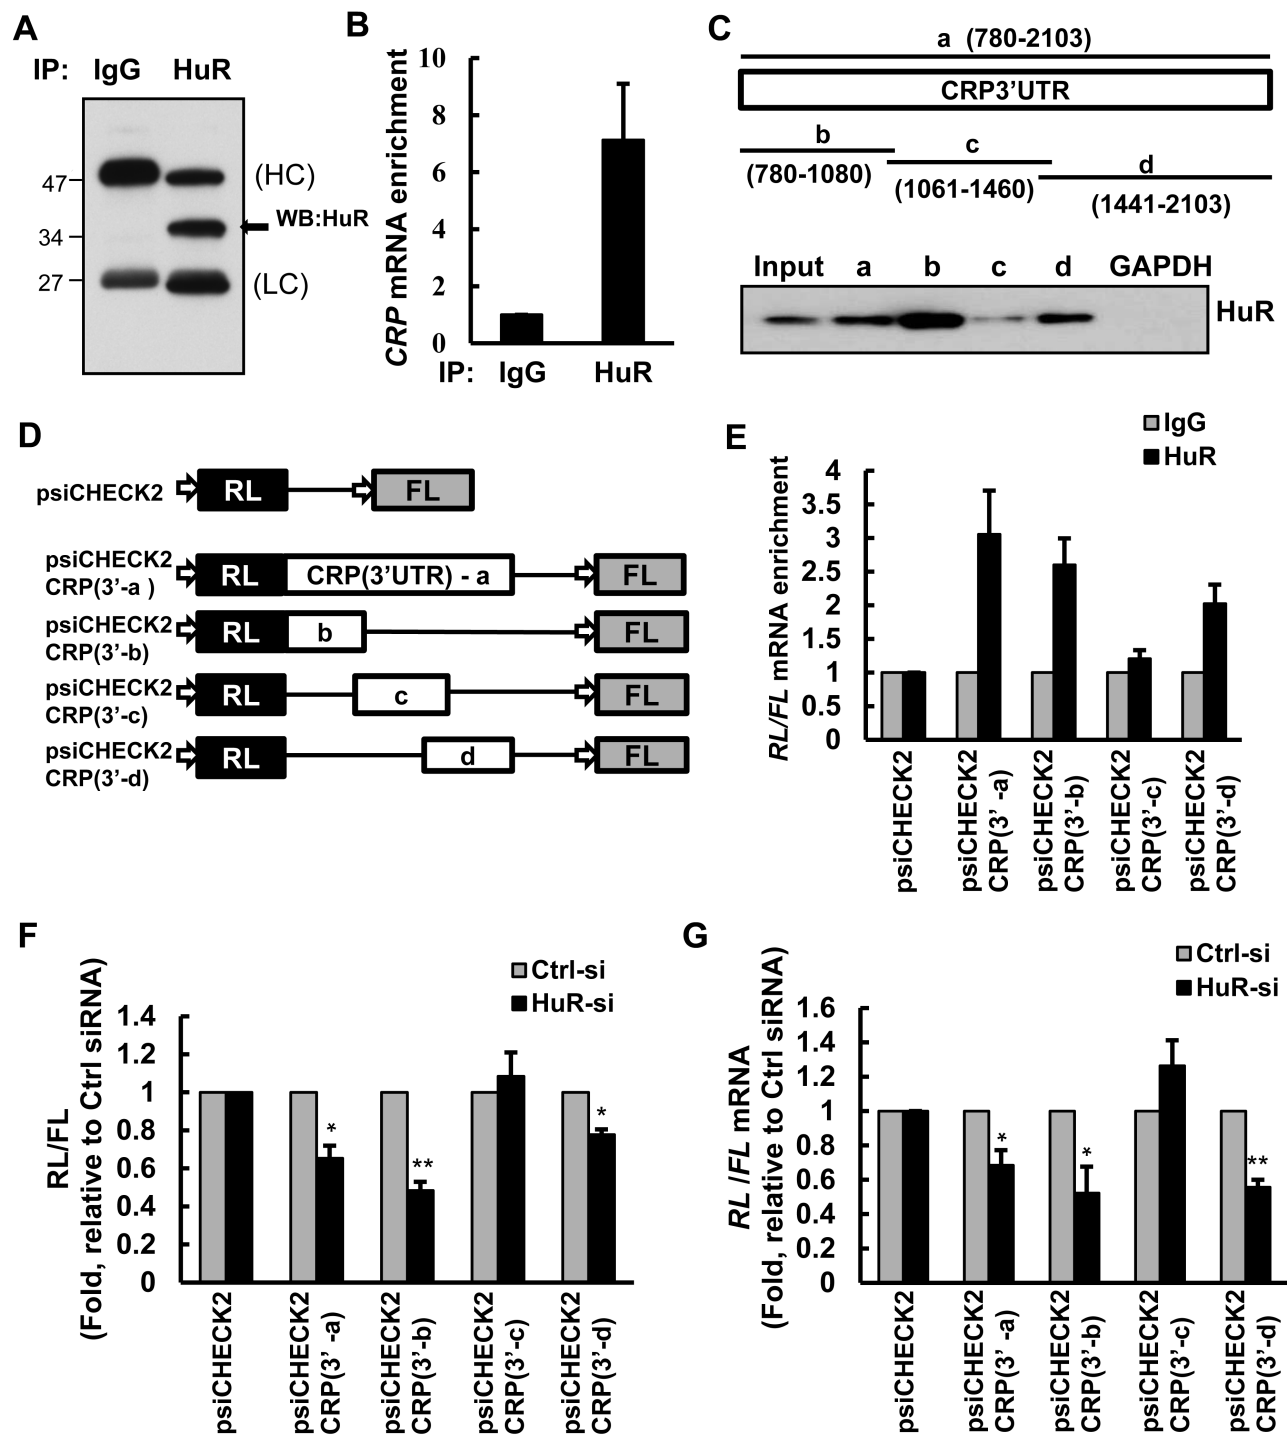 A
IP: IgG HuR
47
34
27
(HC)
WB:HuR
(LC)
B
CRP mRNA enrichment
10
8
6
4
2
0
IP: IgG HuR
C
a (780-2103)
CRP3'UTR
b
(780-1080)
c
(1061-1460)
d
(1441-2103)
Input a b c d GAPDH
HuR
D
psiCHECK2
RL FL
psiCHECK2
CRP(3'-a )
RL CRP(3'UTR) - a FL
psiCHECK2
CRP(3'-b)
RL b FL
psiCHECK2
CRP(3'-c)
RL c FL
psiCHECK2
CRP(3'-d)
RL d FL
E
IgG
HuR
RL/FL mRNA enrichment
4
3.5
3
2.5
2
1.5
1
0.5
0
psiCHECK2
psiCHECK2
CRP(3' -a)
psiCHECK2
CRP(3'-b)
psiCHECK2
CRP(3'-c)
psiCHECK2
CRP(3'-d)
F
Ctrl-si
HuR-si
RL/FL
(Fold, relative to Ctrl siRNA)
1.4
1.2
1
0.8
0.6
0.4
0.2
0
*
**
*
psiCHECK2
psiCHECK2
CRP(3' -a)
psiCHECK2
CRP(3'-b)
psiCHECK2
CRP(3'-c)
psiCHECK2
CRP(3'-d)
G
Ctrl-si
HuR-si
RL /FL mRNA
(Fold, relative to Ctrl siRNA)
1.6
1.4
1.2
1
0.8
0.6
0.4
0.2
0
*
*
**
psiCHECK2
psiCHECK2
CRP(3' -a)
psiCHECK2
CRP(3'-b)
psiCHECK2
CRP(3'-c)
psiCHECK2
CRP(3'-d)